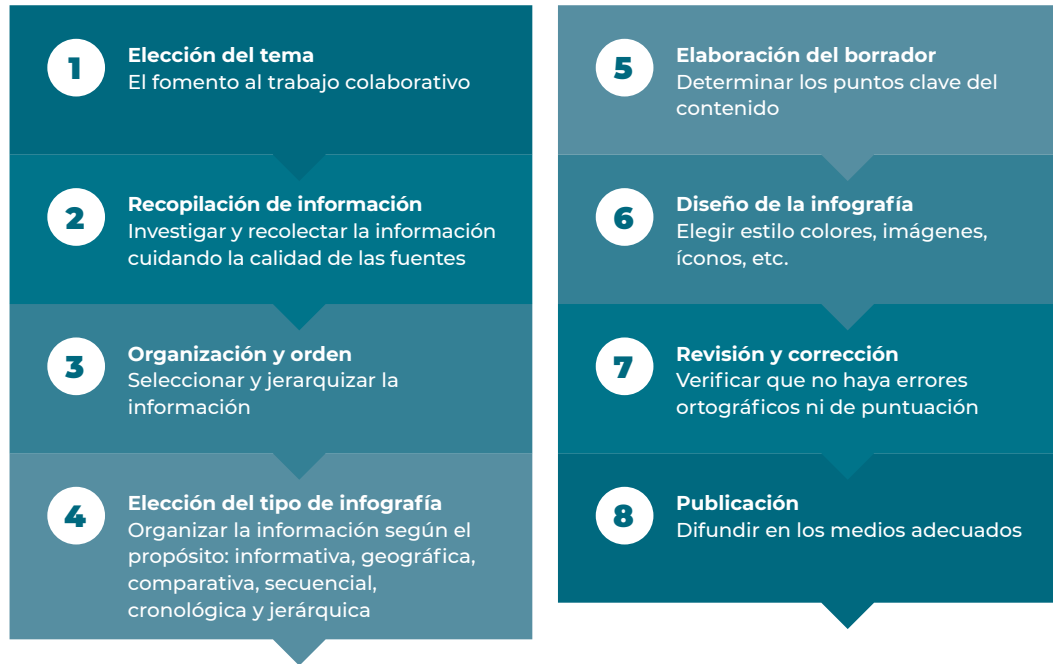 1
Elección del tema
El fomento al trabajo colaborativo
2
Recopilación de información
Investigar y recolectar la información
cuidando la calidad de las fuentes
3
Organización y orden
Seleccionar y jerarquizar la
información
4
Elección del tipo de infografía
Organizar la información según el
propósito: informativa, geográfica,
comparativa, secuencial,
cronológica y jerárquica
5
Elaboración del borrador
Determinar los puntos clave del
contenido
6
Diseño de la infografía
Elegir estilo colores, imágenes,
íconos, etc.
7
Revisión y corrección
Verificar que no haya errores
ortográficos ni de puntuación
8
Publicación
Difundir en los medios adecuados